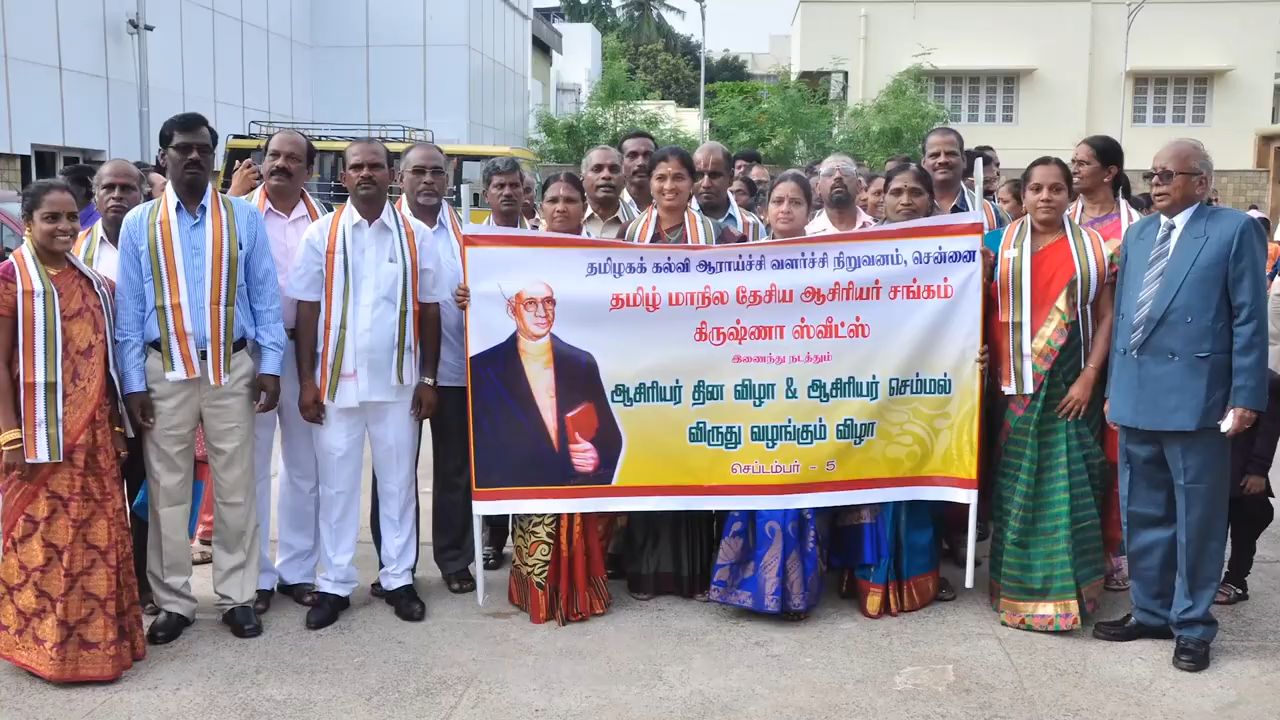 தமிழகக் கல்வி ஆராய்ச்சி வளர்ச்சி நிறுவனம், சென்னை
தமிழ் மாநில தேசிய ஆசிரியர் சங்கம்
கிருஷ்ணா ஸ்வீட்ஸ்
இணைந்து நடத்தும்
ஆசிரியர் தின விழா & ஆசிரியர் செம்மல்
விருது வழங்கும் விழா
செப்டம்பர் - 5